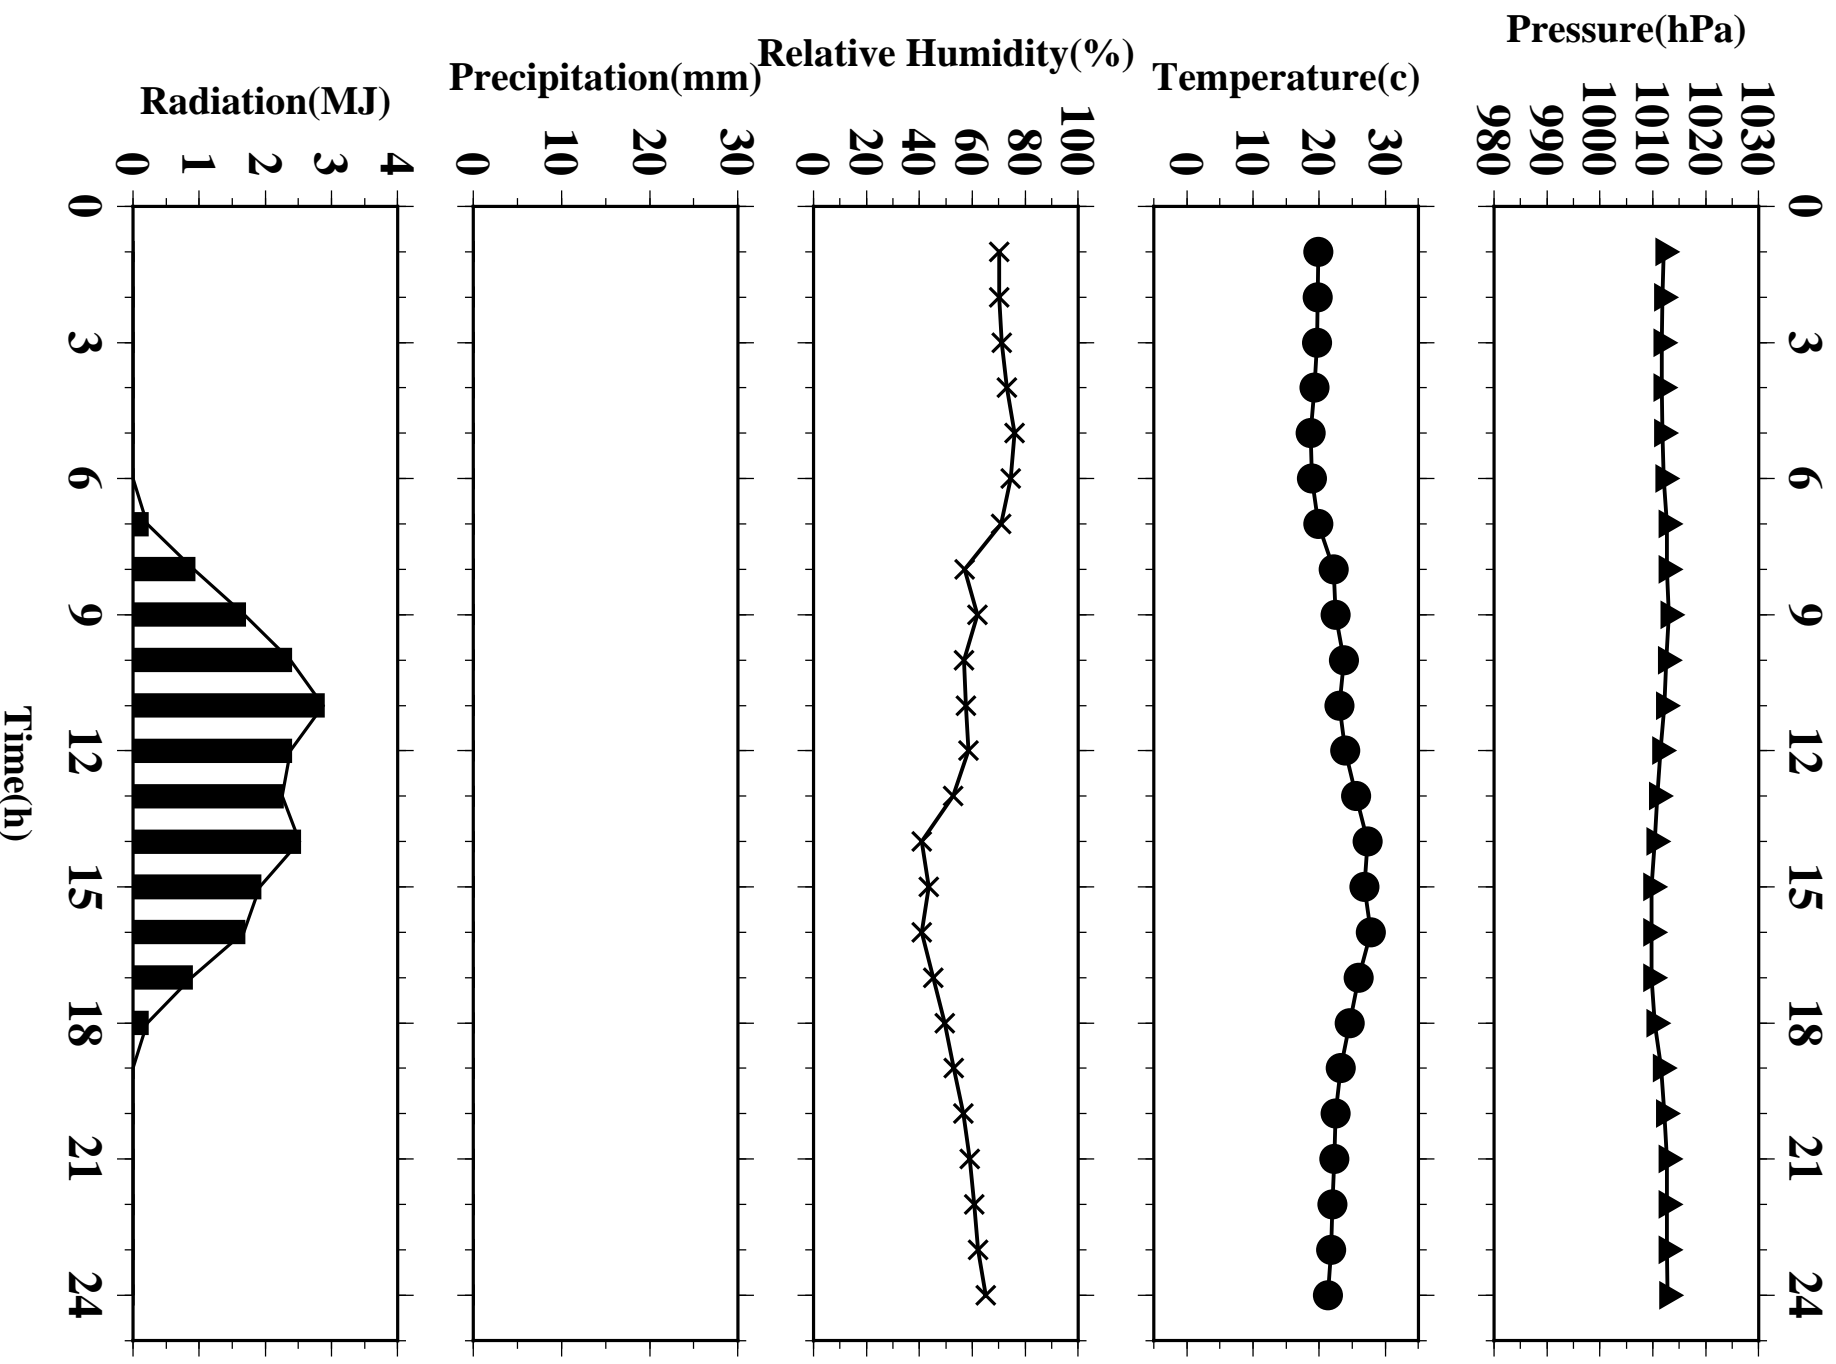 Pressure(hPa)
Relative Humidity(%)
Precipitation(mm)
Temperature(c)
Radiation(MJ)
0 1 2 3 4
0 10 20 30
0 20 40 60 80 100
0 10 20 30
980 990 1000 1010 1020 1030
0 3 6 9 12 15 18 21 24
0 3 6 9 12 15 18 21 24
Time(h)